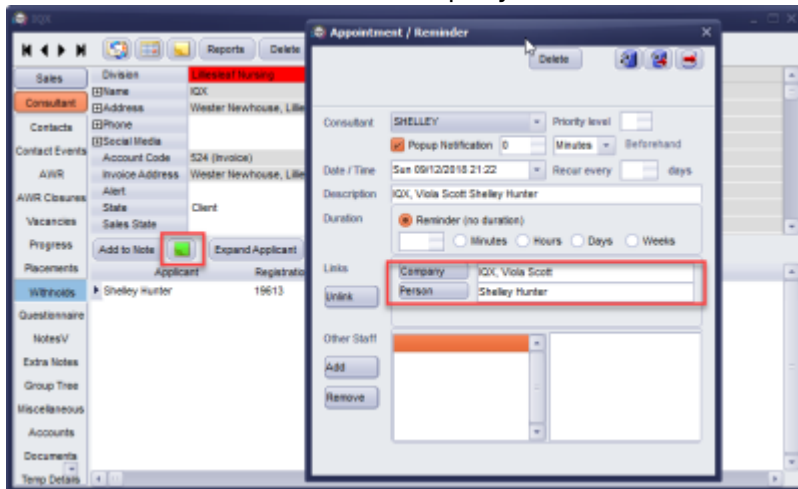 IQX
Reports Delete
Sales
Consultant
Contacts
Contact Events
AWR
AWR Closures
Vacancies
Progress
Placements
Withholds
Questionnaire
NotesV
Extra Notes
Group Tree
Miscellaneous
Accounts
Documents
Temp Details
Division Lilliesleaf Nursing
Name IQX
Address Wester Newhouse, Lillie
Phone
Social Media
Account Code S24 (Invoice)
Invoice Address Wester Newhouse, Lillie
Alert
State Client
Sales State
Add to Note Expand Applicant
Applicant Registratio
Shelley Hunter 19613
Appointment / Reminder X
Delete
Consultant SHELLEY Priority level
Popup Notification 0 Minutes Beforehand
Date / Time Sun 09/12/2018 21:22 Recur every days
Description IQX, Viola Scott Shelley Hunter
Duration Reminder (no duration)
Minutes Hours Days Weeks
Links Company IQX, Viola Scott
Unlink Person Shelley Hunter
Other Staff
Add
Remove